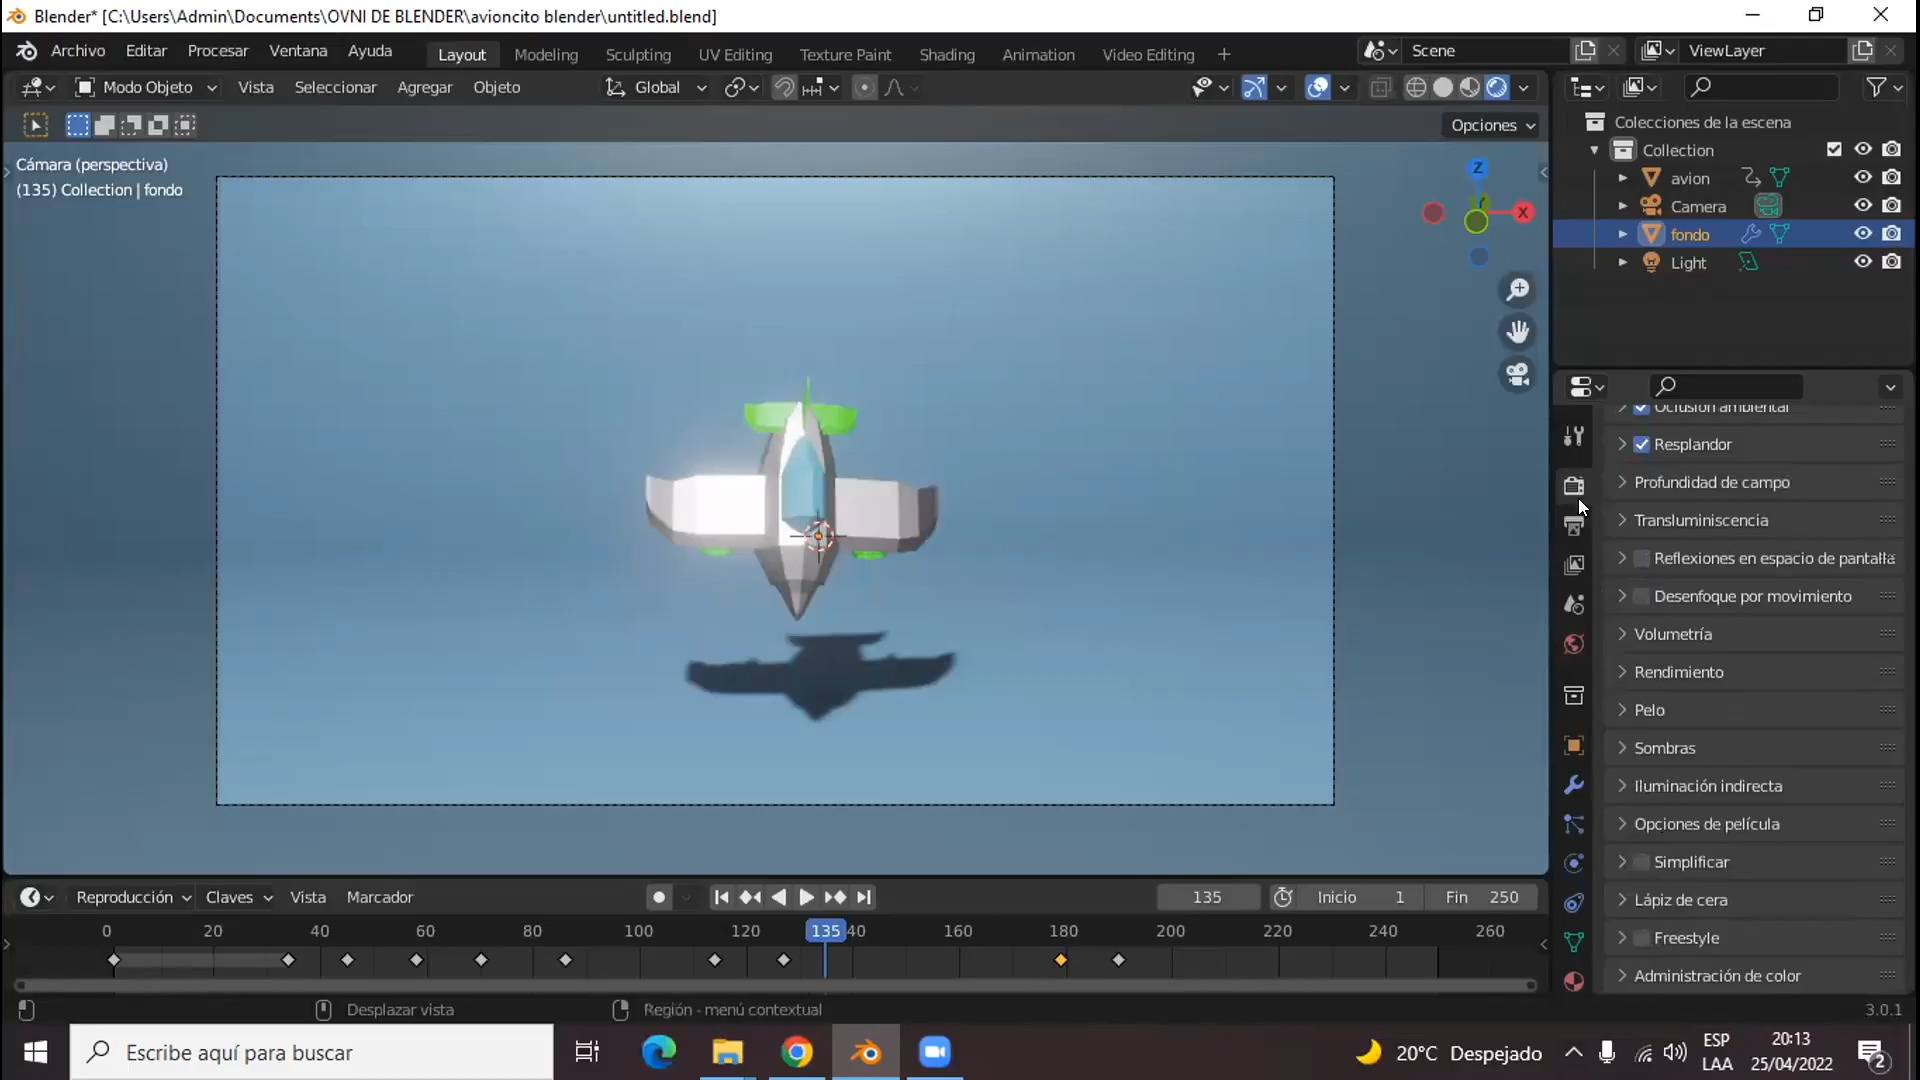 Blender* [C:\Users\Admin\Documents\OVNI DE BLENDER\avioncito blender\untitled.blend]
Archivo Editar Procesar Ventana Ayuda Layout Modeling Sculpting UV Editing Texture Paint Shading Animation Video Editing Scene ViewLayer
Modo Objeto Vista Seleccionar Agregar Objeto Global
Opciones
Colecciones de la escena
Collection
avion
Camera
fondo
Light
Cámara (perspectiva)
(135) Collection | fondo
Z
Y
X
Oclusión ambiental
Resplandor
Profundidad de campo
Transluminiscencia
Reflexiones en espacio de pantalla
Desenfoque por movimiento
Volumetría
Rendimiento
Pelo
Sombras
Iluminación indirecta
Opciones de película
Simplificar
Lápiz de cera
Freestyle
Administración de color
Reproducción Claves Vista Marcador 135 Inicio 1 Fin 250
0 20 40 60 80 100 120 135 40 160 180 200 220 240 260
Desplazar vista Región - menú contextual 3.0.1
Escribe aquí para buscar
20°C Despejado
ESP
LAA
20:13
25/04/2022
2